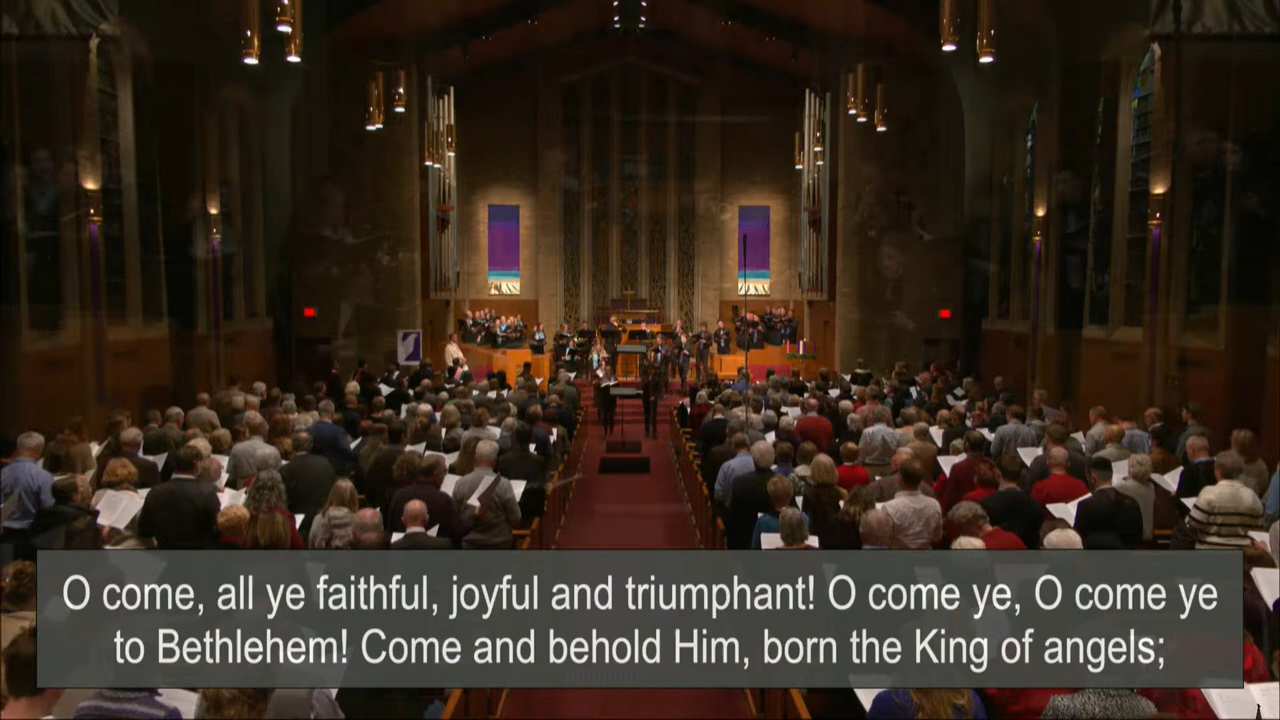 O come, all ye faithful, joyful and triumphant! O come ye, O come ye
to Bethlehem! Come and behold Him, born the King of angels;